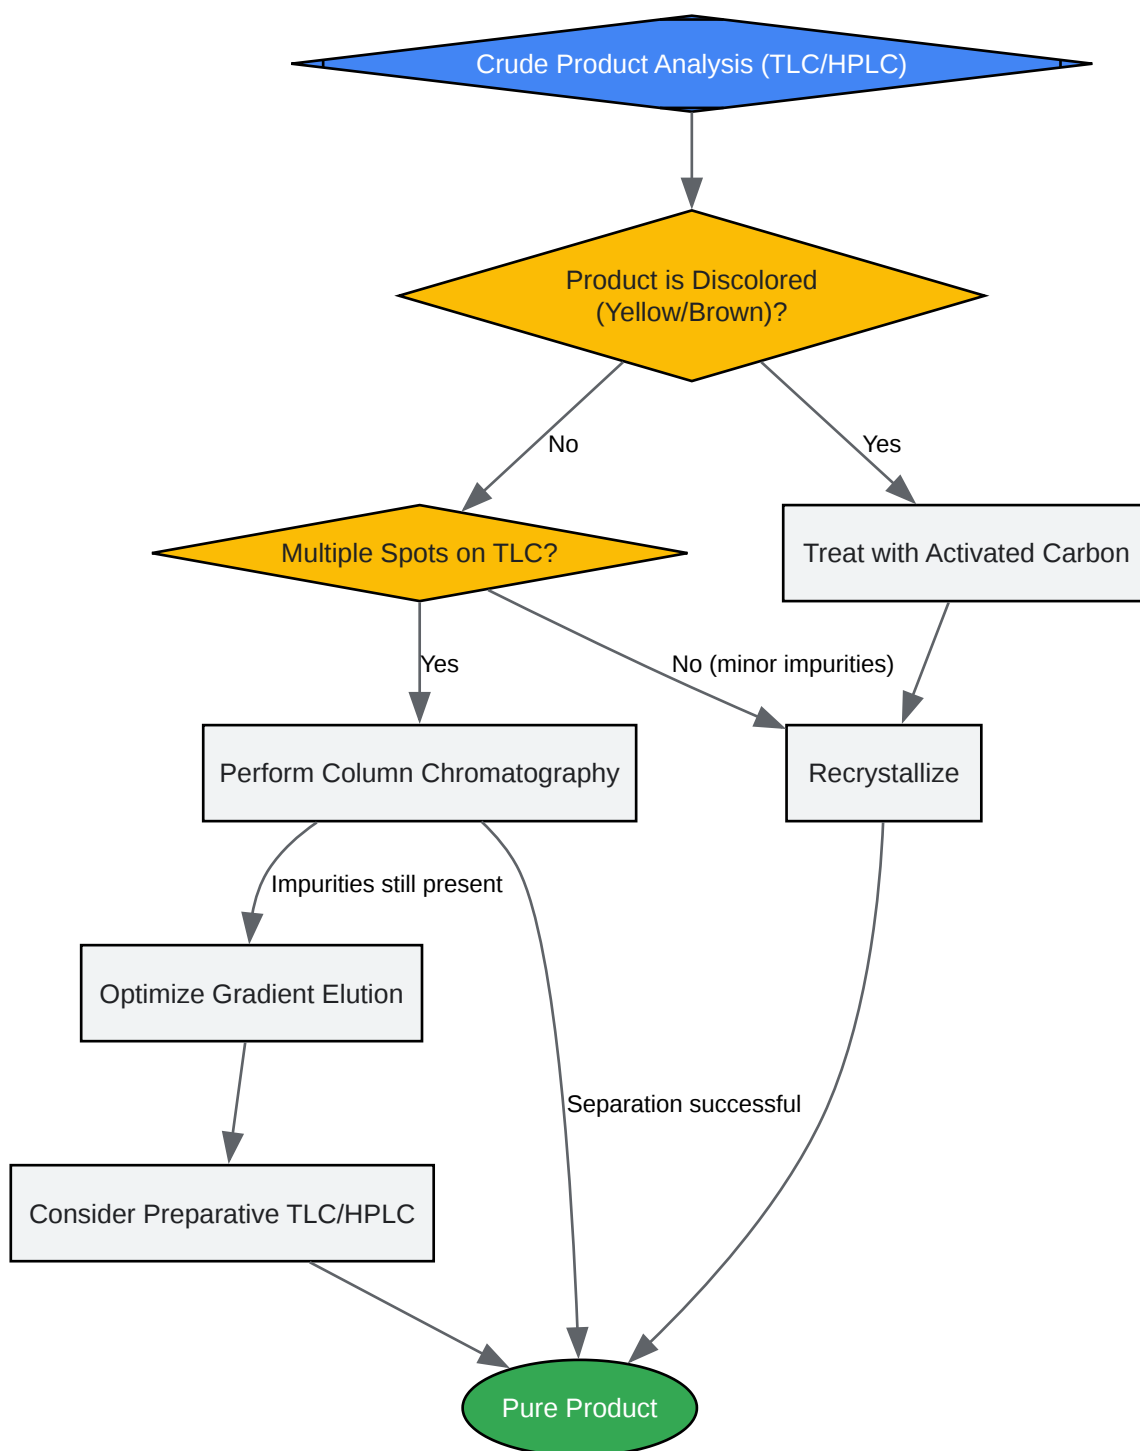 Crude Product Analysis (TLC/HPLC)
Product is Discolored
(Yellow/Brown)?
No
Yes
Multiple Spots on TLC?
Treat with Activated Carbon
Yes
No (minor impurities)
Perform Column Chromatography
Recrystallize
Impurities still present
Optimize Gradient Elution
Separation successful
Consider Preparative TLC/HPLC
Pure Product